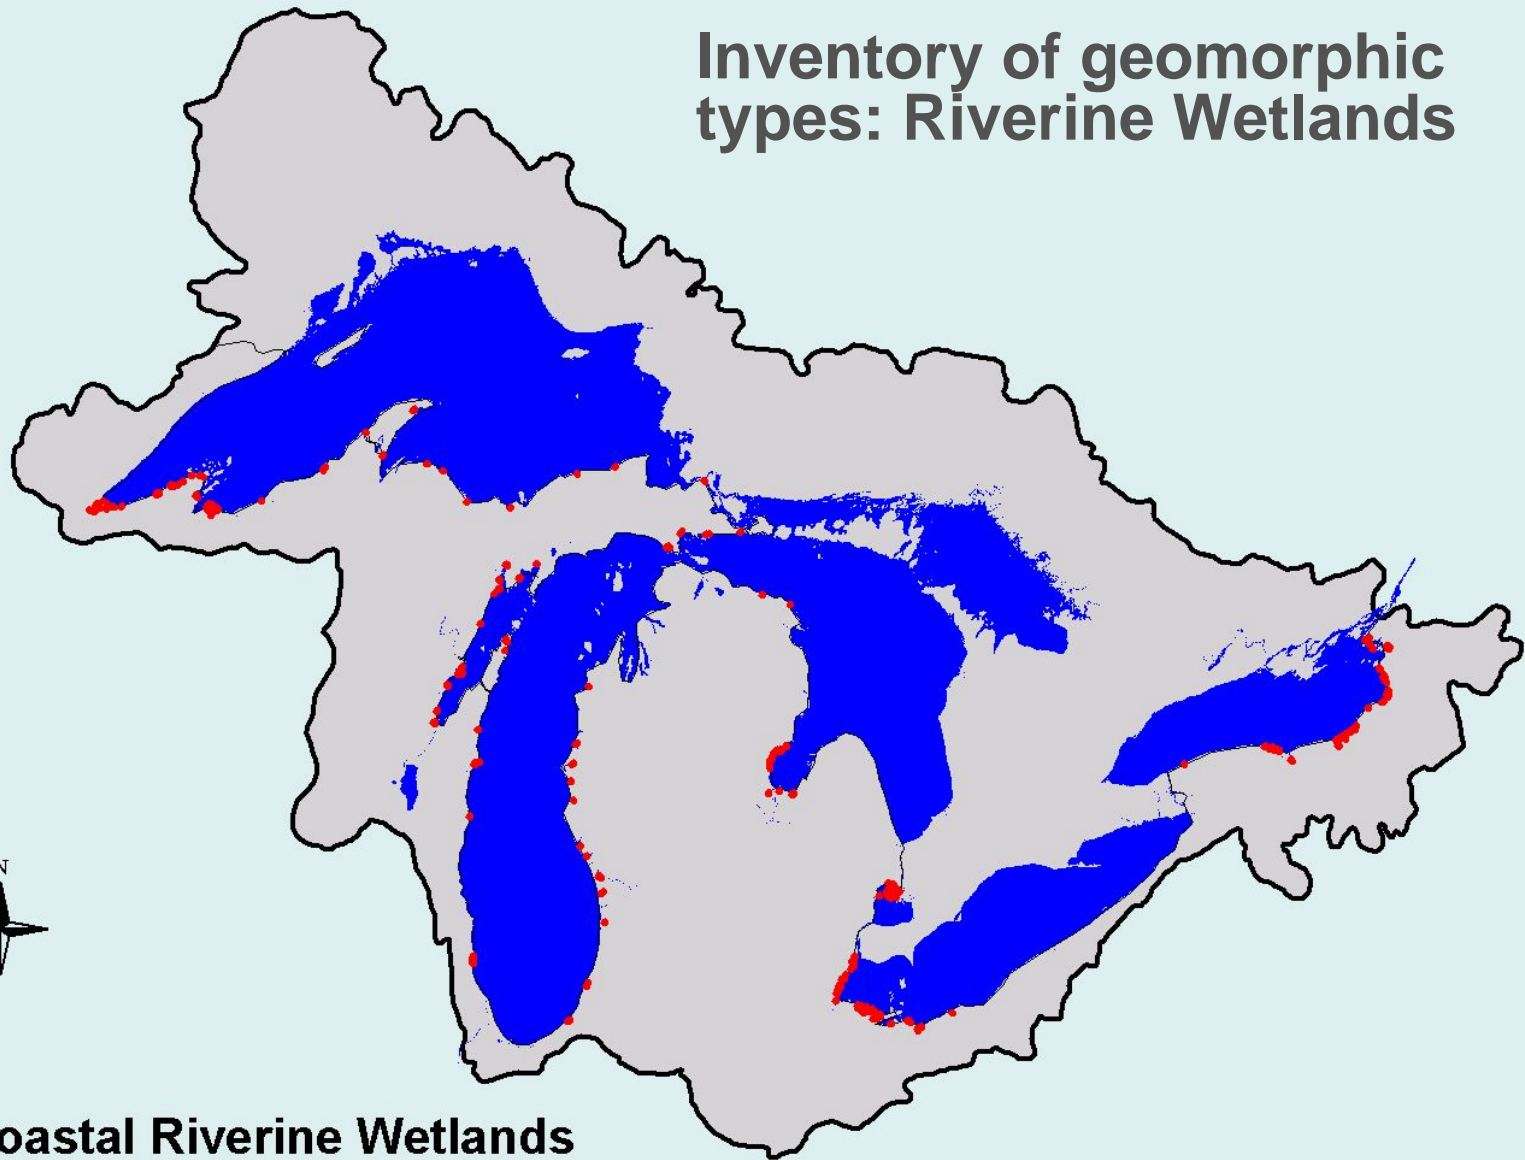 Inventory of geomorphic
types: Riverine Wetlands
N
oastal Riverine Wetlands